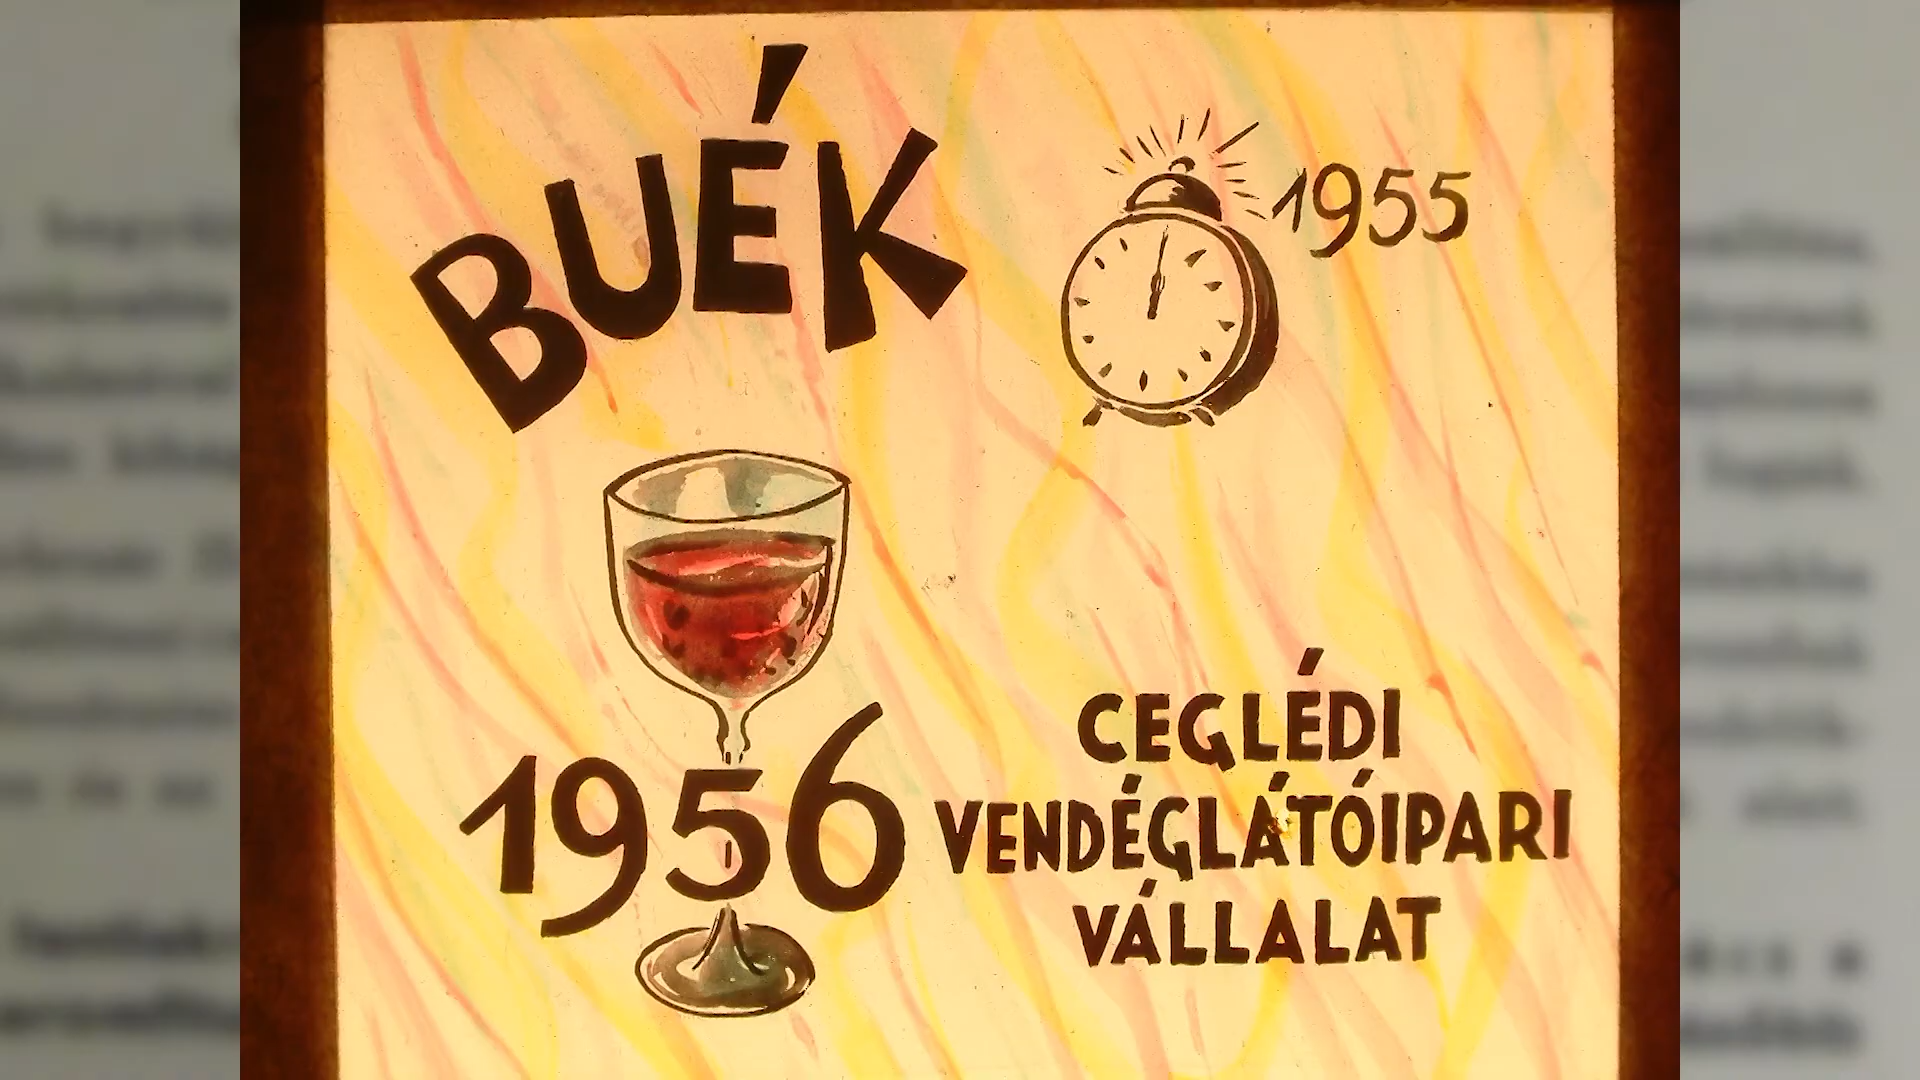 BUÉK
1955
1956
CEGLÉDI
VENDÉGLÁTÓIPARI
VÁLLALAT